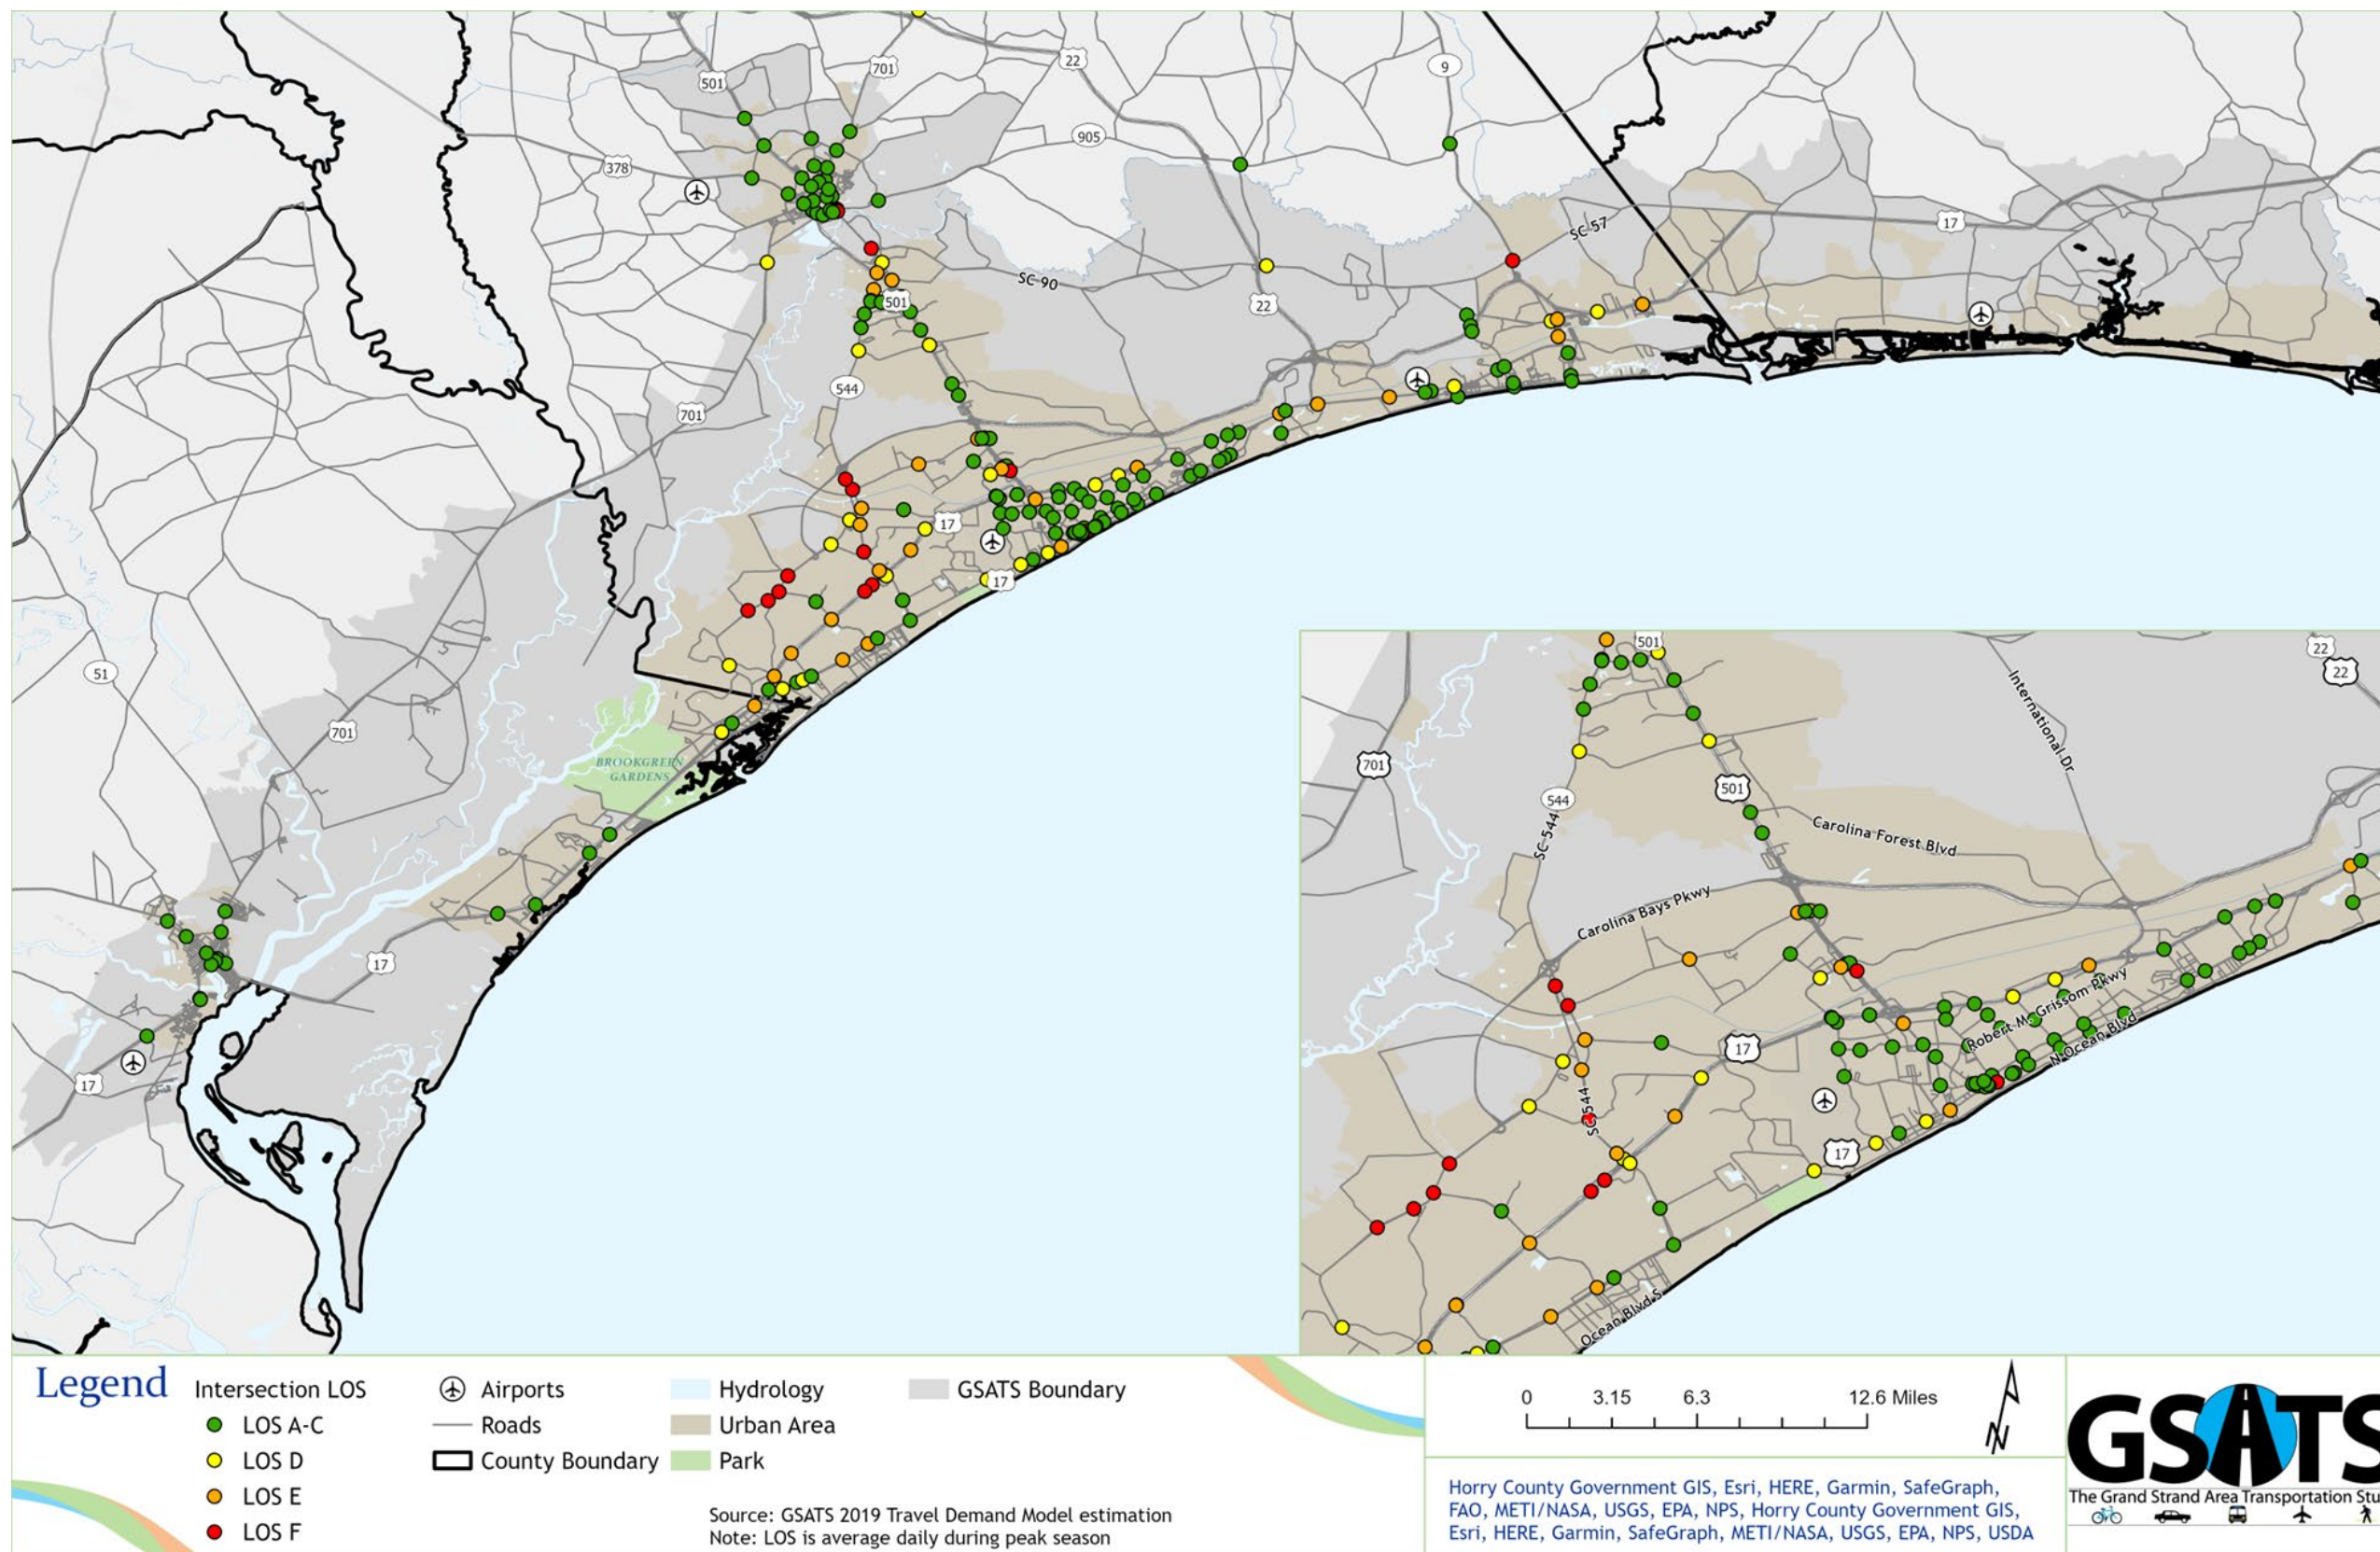 701
22
501
9
905
378
SC 57
17
SC 90
501
22
544
701
17
17
51
701
BROOKGREEN
GARDENS
17
17
501
22
22
International Dr
701
501
544
SC 544
Carolina Forest Blvd
Carolina Bays Pkwy
Robert M. Grissom Pkwy
17
N Ocean Blvd
SC 544
17
Ocean Blvd S
Legend
Intersection LOS
LOS A-C
LOS D
LOS E
LOS F
Airports
Roads
County Boundary
Hydrology
Urban Area
Park
GSATS Boundary
Source: GSATS 2019 Travel Demand Model estimation
Note: LOS is average daily during peak season
0 3.15 6.3 12.6 Miles
N
Horry County Government GIS, Esri, HERE, Garmin, SafeGraph,
FAO, METI/NASA, USGS, EPA, NPS, Horry County Government GIS,
Esri, HERE, Garmin, SafeGraph, METI/NASA, USGS, EPA, NPS, USDA
GSATS
The Grand Strand Area Transportation Stu